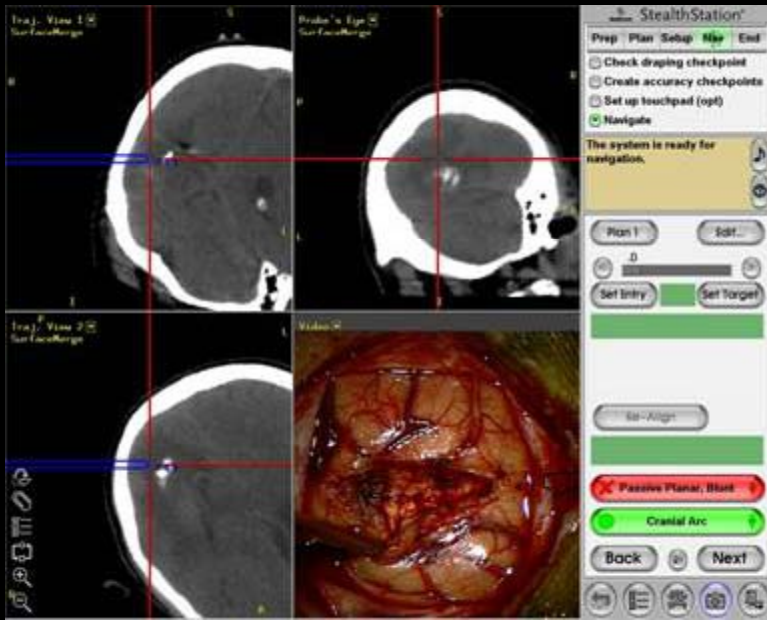 Traj. View 1
SurfaceMerge
S
I
Probe's Eye
SurfaceMerge
Traj. View 2
SurfaceMerge
P
L
Video
StealthStation
Prep Plan Setup Nav End
Check draping checkpoint
Create accuracy checkpoints
Set up touchpad (opt)
Navigate
The system is ready for
navigation.
Plan 1 Edit...
.0
Set Entry Set Target
Re-Align
Passive Planar, Blunt
Cranial Arc
Back Next